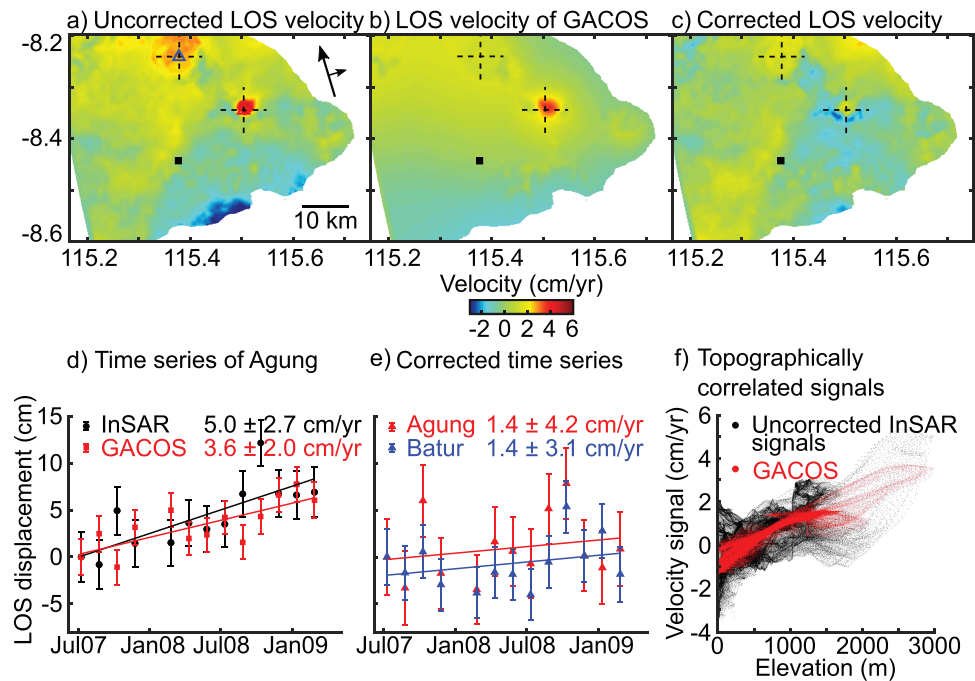 a) Uncorrected LOS velocity
b) LOS velocity of GACOS
c) Corrected LOS velocity
-8.2
-8.4
-8.6
10 km
115.2 115.4 115.6
115.2 115.4 115.6
115.2 115.4 115.6
Velocity (cm/yr)
-2 0 2 4 6
d) Time series of Agung
LOS displacement (cm)
15
10
5
0
-5
InSAR 5.0 ± 2.7 cm/yr
GACOS 3.6 ± 2.0 cm/yr
Jul07 Jan08 Jul08 Jan09
e) Corrected time series
Agung 1.4 ± 4.2 cm/yr
Batur 1.4 ± 3.1 cm/yr
Jul07 Jan08 Jul08 Jan09
f) Topographically
correlated signals
Velocity signal (cm/yr)
6
4
2
0
-2
-4
Uncorrected InSAR
signals
GACOS
0 1000 2000 3000
Elevation (m)